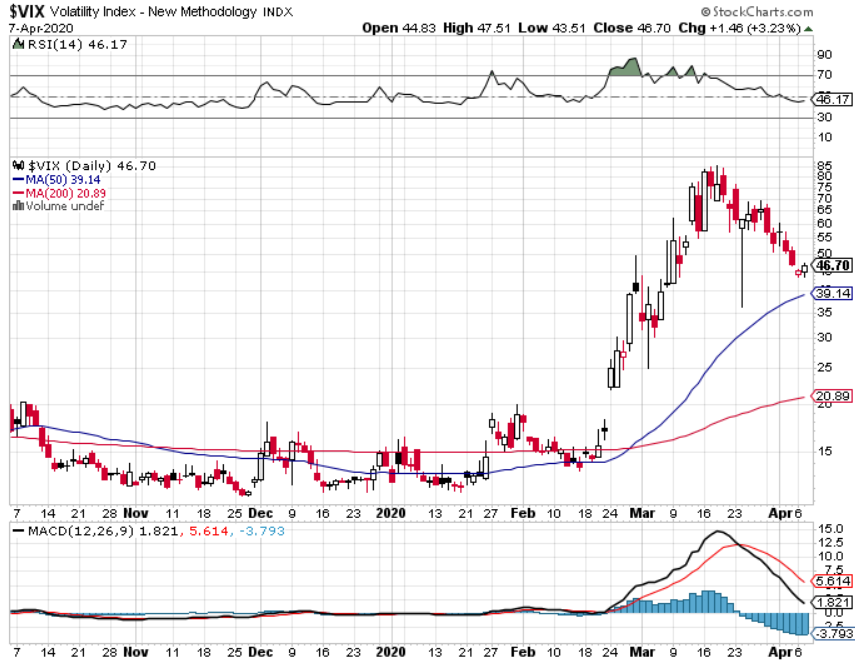 $VIX Volatility Index - New Methodology INDX © StockCharts.com
7-Apr-2020 Open 44.83 High 47.51 Low 43.51 Close 46.70 Chg +1.46 (+3.23%)
RSI(14) 46.17
90
70
46.17
30
10
$VIX (Daily) 46.70
MA(50) 39.14
MA(200) 20.89
Volume undef
85
80
75
70
65
60
55
50
46.70
39.14
35
30
25
20.89
20
15
7 14 21 28 Nov 11 18 25 Dec 9 16 23 2020 13 21 27 Feb 10 18 24 Mar 9 16 23 Apr 6
MACD(12,26,9) 1.821, 5.614, -3.793
15.0
12.5
10.0
7.5
5.614
1.821
0.0
-3.793
7 14 21 28 Nov 11 18 25 Dec 9 16 23 2020 13 21 27 Feb 10 18 24 Mar 9 16 23 Apr 6